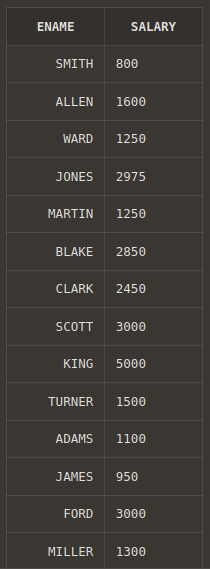 ENAME SALARY
SMITH 800
ALLEN 1600
WARD 1250
JONES 2975
MARTIN 1250
BLAKE 2850
CLARK 2450
SCOTT 3000
KING 5000
TURNER 1500
ADAMS 1100
JAMES 950
FORD 3000
MILLER 1300